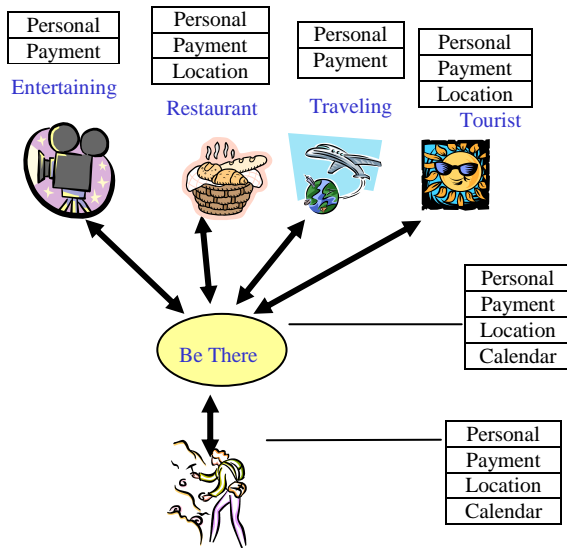 Personal
Payment
Entertaining
Personal
Payment
Location
Restaurant
Personal
Payment
Traveling
Personal
Payment
Location
Tourist
Be There
Personal
Payment
Location
Calendar
Personal
Payment
Location
Calendar